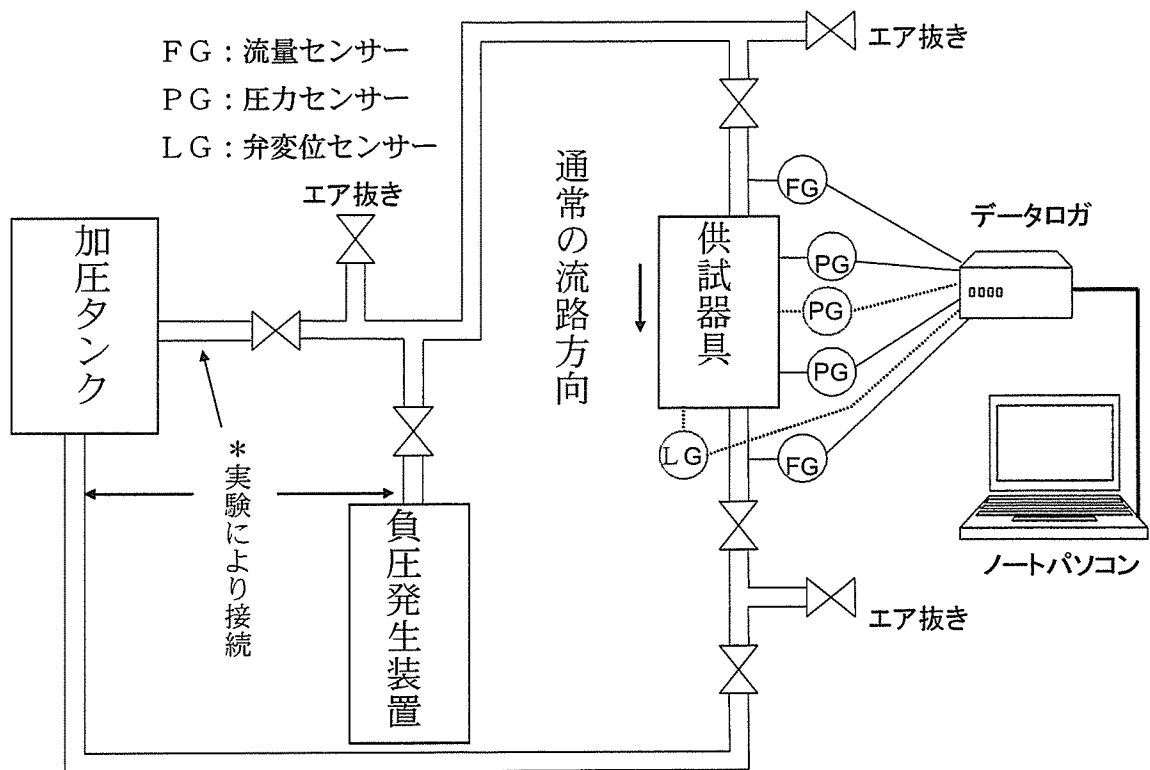 FG：流量センサー
PG：圧力センサー
LG：弁変位センサー
エア抜き
エア抜き
加圧タンク
通常の流路方向
供試器具
FG
PG
PG
PG
LG
FG
データロガ
ノートパソコン
＊実験により接続
負圧発生装置
エア抜き